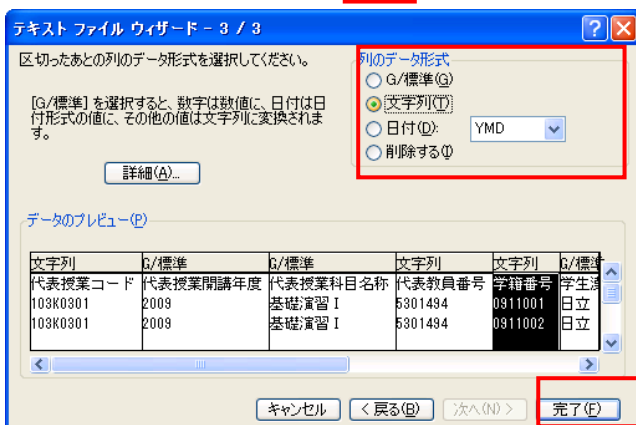 テキスト ファイル ウィザード - 3 / 3
区切ったあとの列のデータ形式を選択してください。
[G/標準] を選択すると、数字は数値に、日付は日
付形式の値に、その他の値は文字列に変換されま
す。
詳細(A)...
列のデータ形式
G/標準(G)
文字列(T)
日付(D): YMD
削除する(I)
データのプレビュー(P)
文字列 G/標準 G/標準 文字列 文字列 G/標準
代表授業コード 代表授業開講年度 代表授業科目名称 代表教員番号 学籍番号 学生
103K0301 2009 基礎演習 I 5301494 0911001 日立
103K0301 2009 基礎演習 I 5301494 0911002 日立
キャンセル < 戻る(B) 次へ(N) > 完了(F)